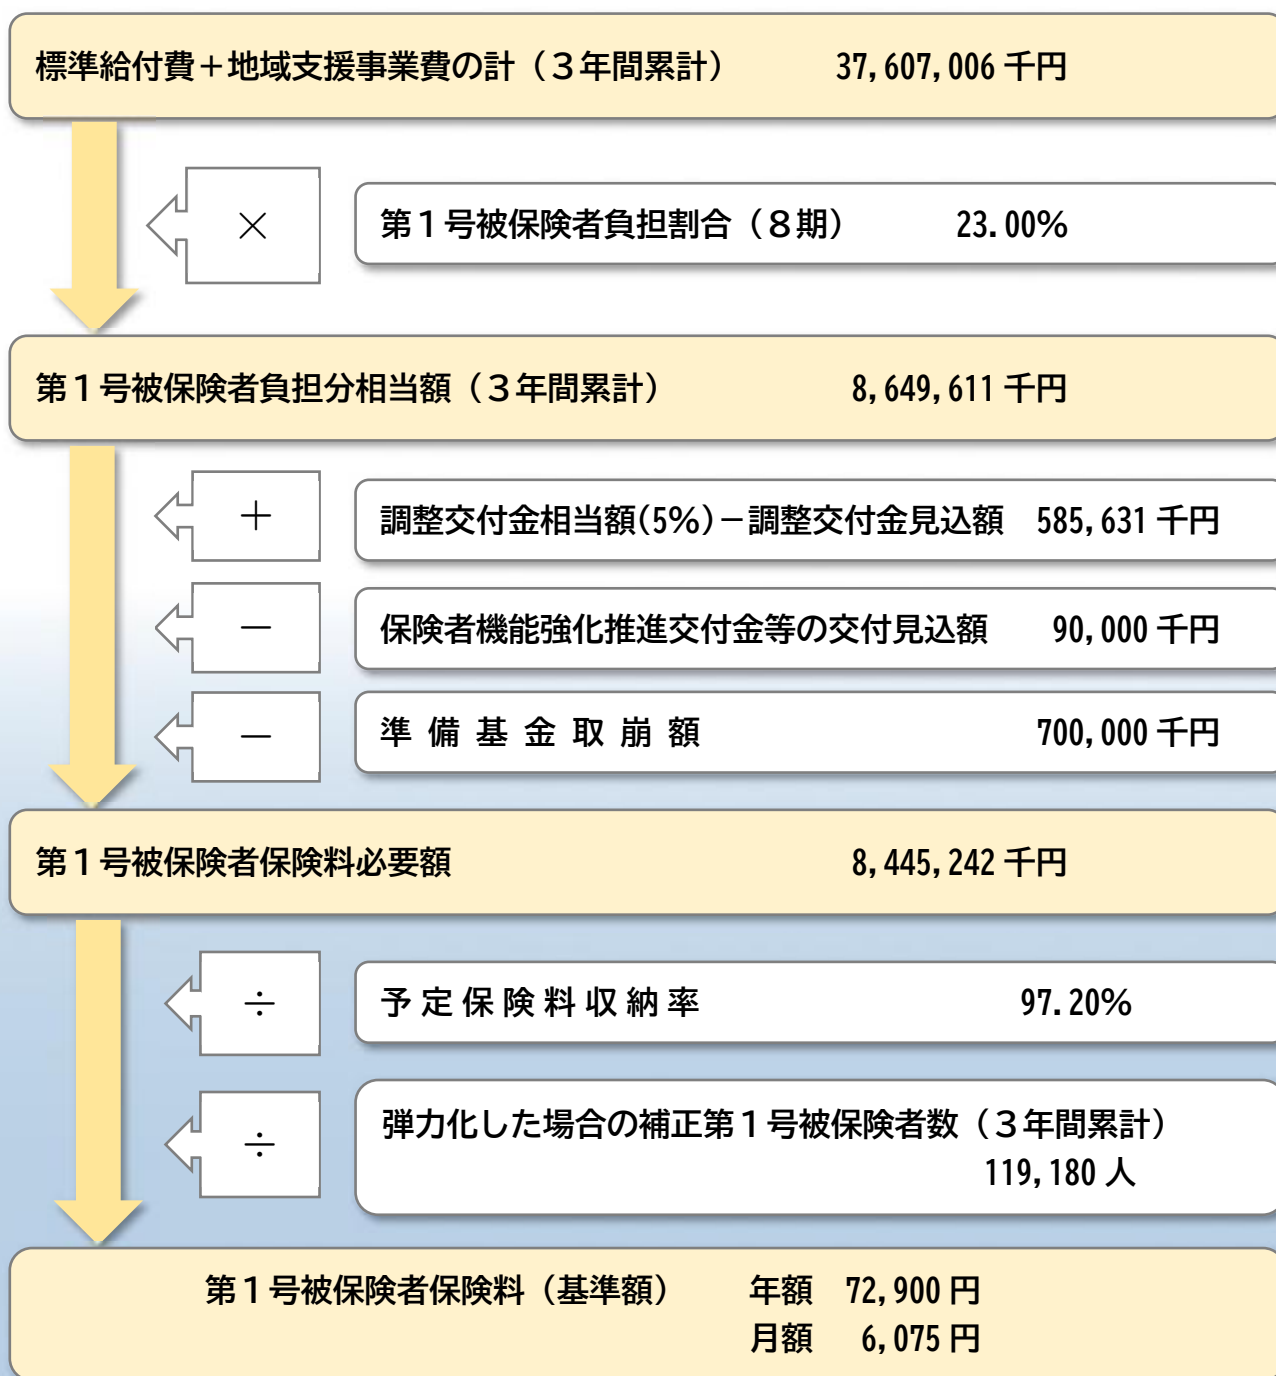 標準給付費＋地域支援事業費の計（３年間累計） 37,607,006 千円
×
第１号被保険者負担割合（８期） 23.00%
第１号被保険者負担分相当額（３年間累計） 8,649,611 千円
＋
調整交付金相当額(5%)－調整交付金見込額 585,631 千円
－
保険者機能強化推進交付金等の交付見込額 90,000 千円
－
準備基金取崩額 700,000 千円
第１号被保険者保険料必要額 8,445,242 千円
÷
予定保険料収納率 97.20%
÷
弾力化した場合の補正第１号被保険者数（３年間累計）
119,180 人
第１号被保険者保険料（基準額） 年額 72,900 円
月額 6,075 円